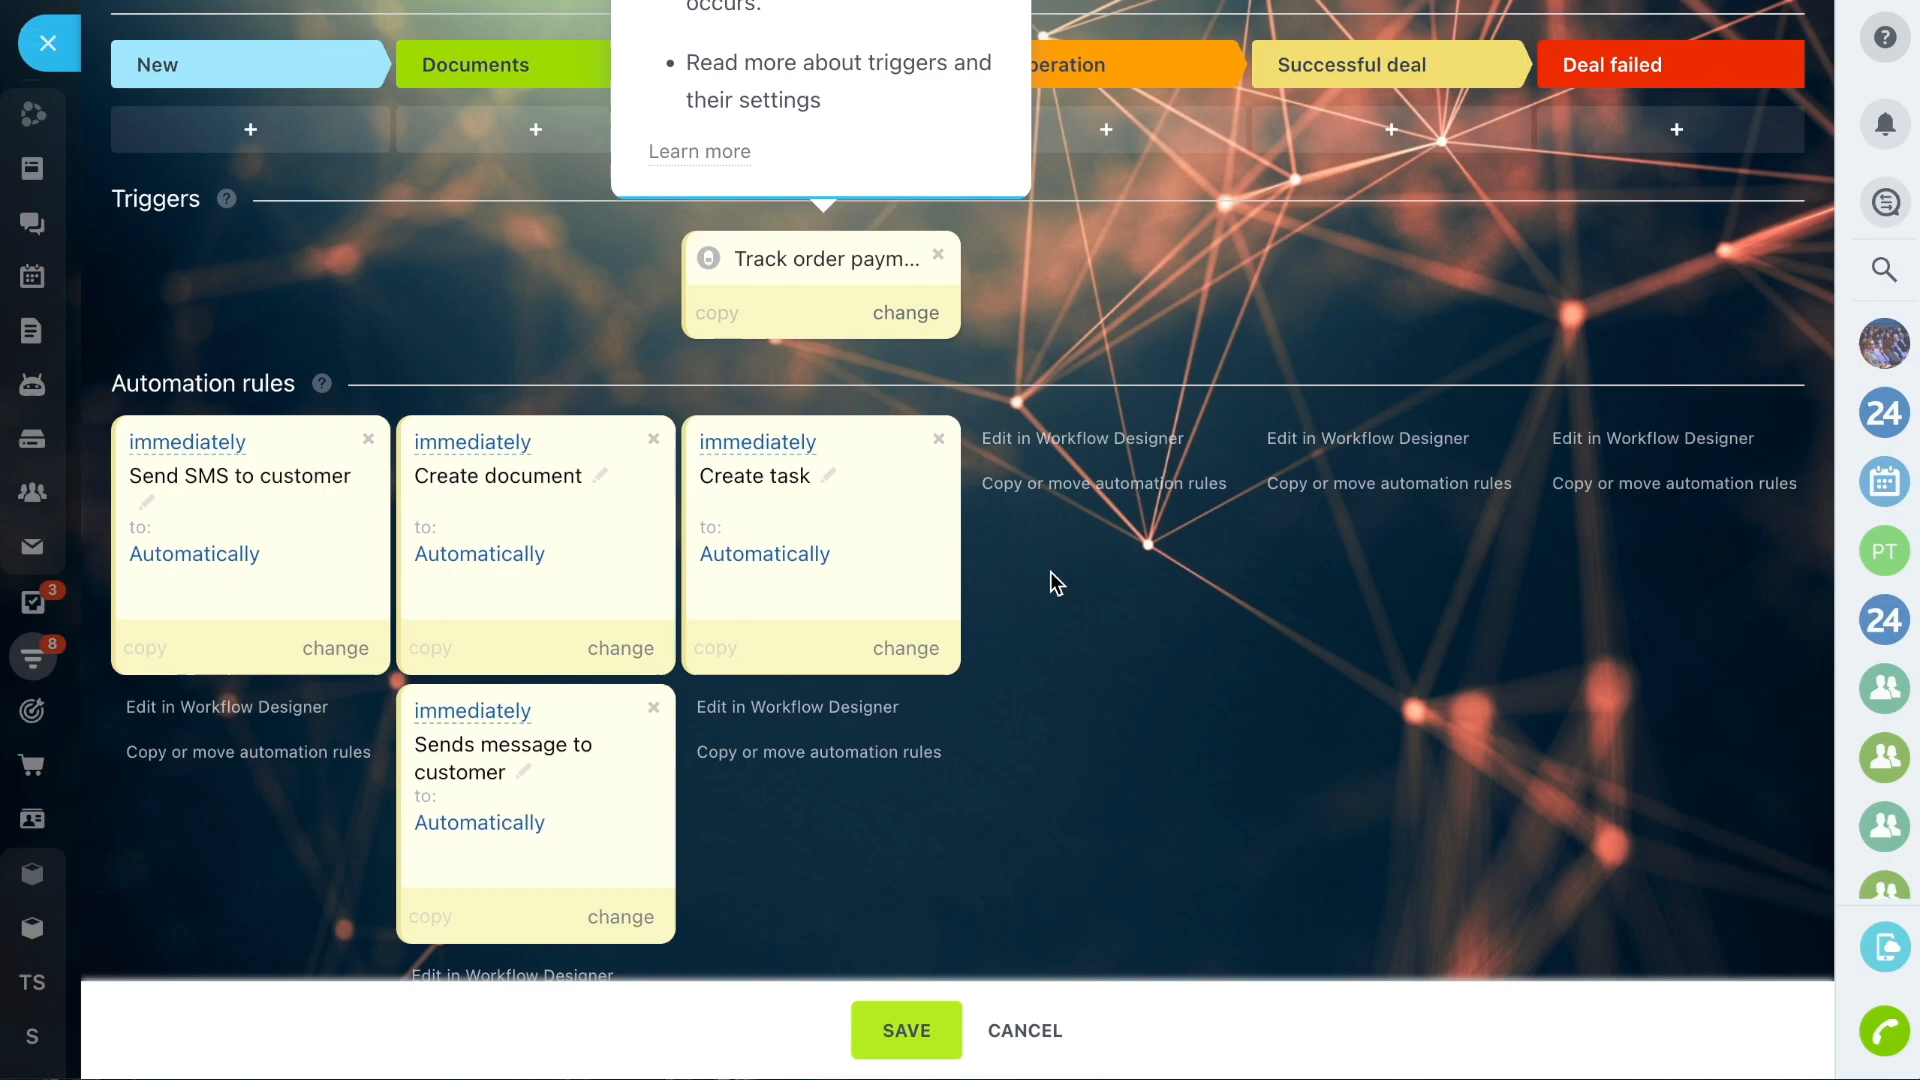 occurs.
• Read more about triggers and
their settings
Learn more
New
Documents
peration
Successful deal
Deal failed
+
+
+
+
+
Triggers ?
Track order paym...
copy
change
Automation rules ?
immediately
Send SMS to customer
to:
Automatically
copy
change
Edit in Workflow Designer
Copy or move automation rules
immediately
Create document
to:
Automatically
copy
change
immediately
Sends message to
customer
to:
Automatically
copy
change
Edit in Workflow Designer
immediately
Create task
to:
Automatically
copy
change
Edit in Workflow Designer
Copy or move automation rules
Edit in Workflow Designer
Copy or move automation rules
Edit in Workflow Designer
Copy or move automation rules
Edit in Workflow Designer
Copy or move automation rules
SAVE
CANCEL
3
8
TS
S
?
24
PT
24